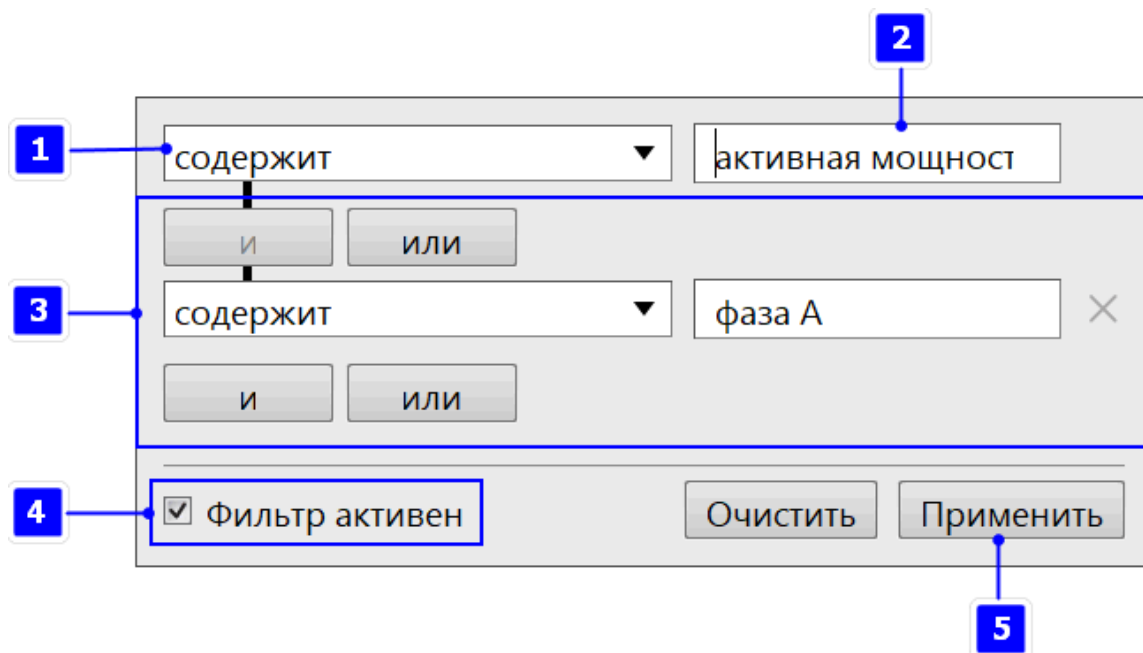 2
1
содержит
активная мощност
и
или
3
содержит
фаза А
и
или
4
Фильтр активен
Очистить
Применить
5